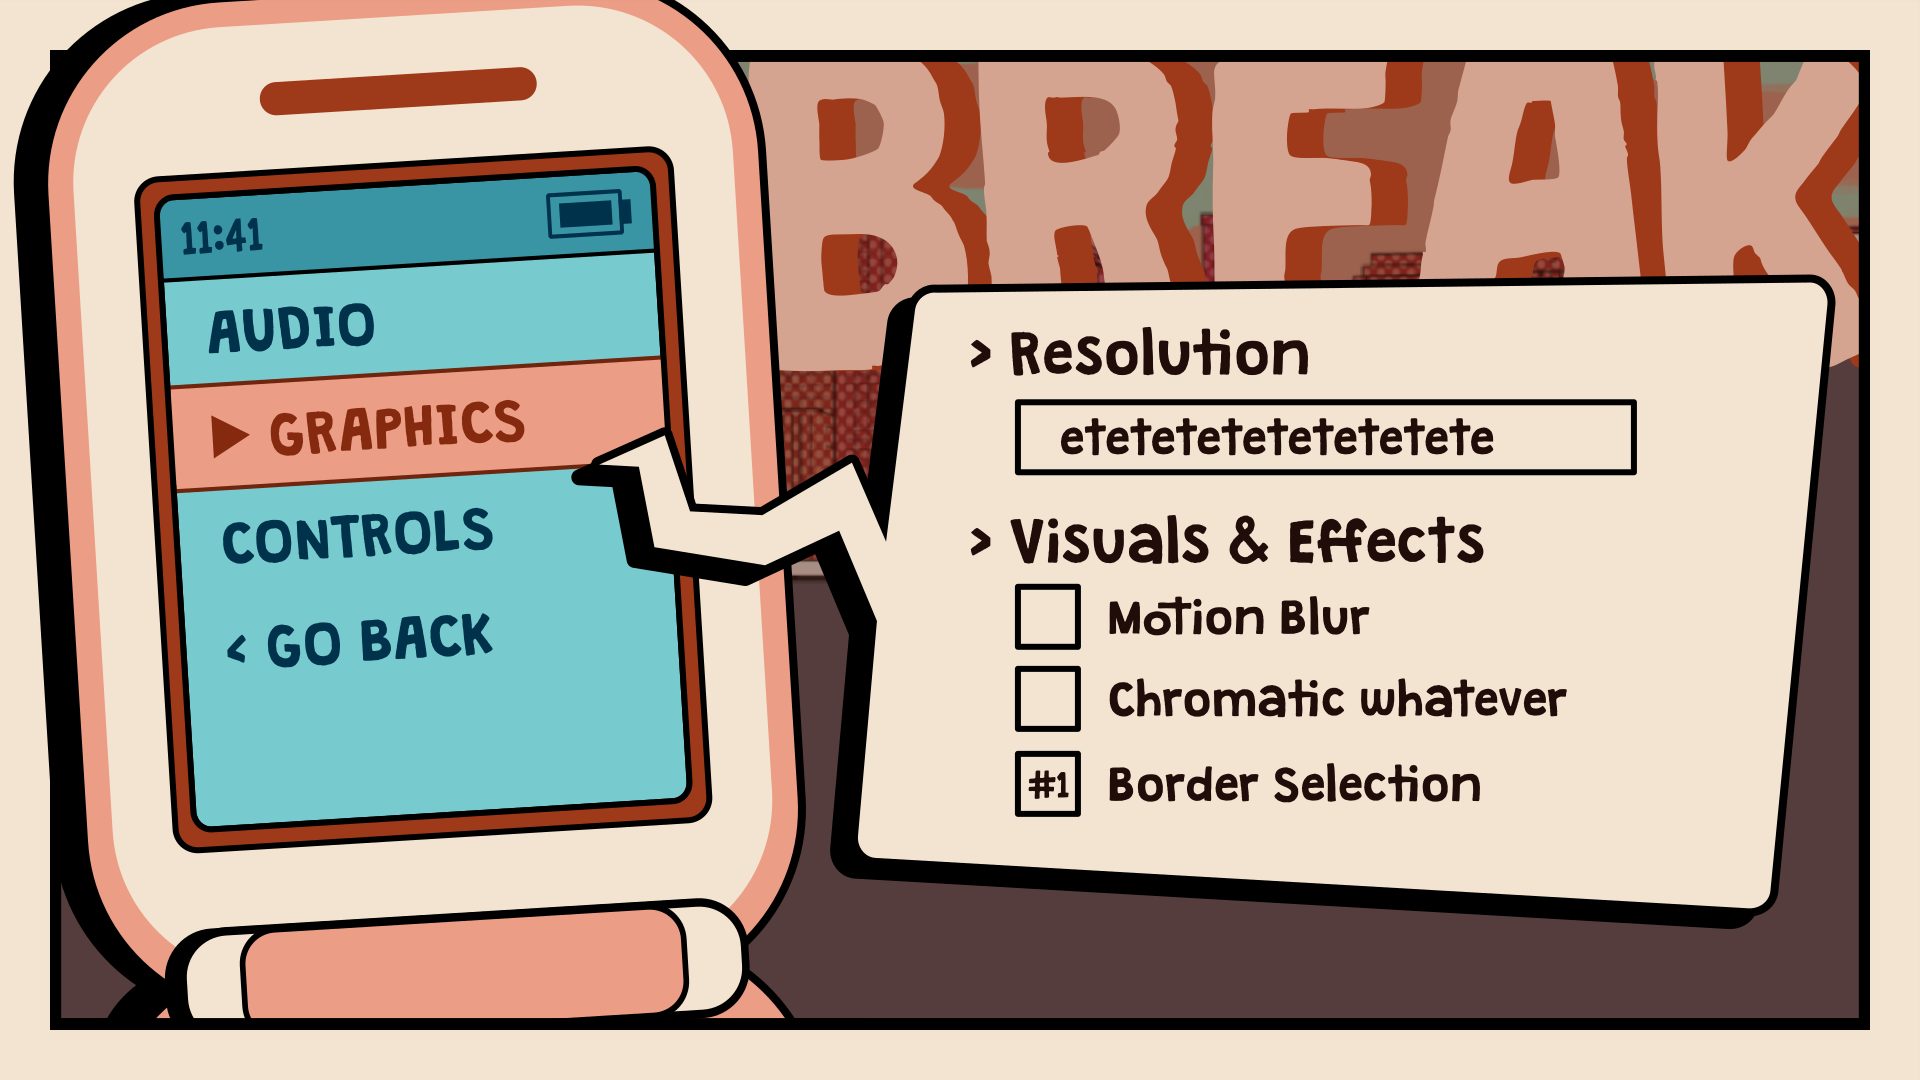 BREAK
11:41
AUDIO
▶ GRAPHICS
CONTROLS
< GO BACK
> Resolution
etetetetetetetetete
> Visuals & Effects
Motion Blur
Chromatic whatever
#1 Border Selection